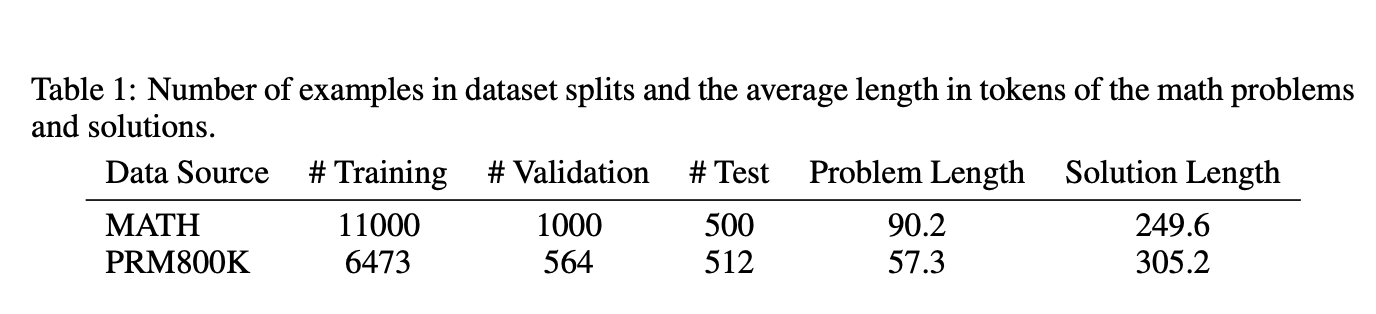 Table 1: Number of examples in dataset splits and the average length in tokens of the math problems
and solutions.
Data Source # Training # Validation # Test Problem Length Solution Length
MATH 11000 1000 500 90.2 249.6
PRM800K 6473 564 512 57.3 305.2